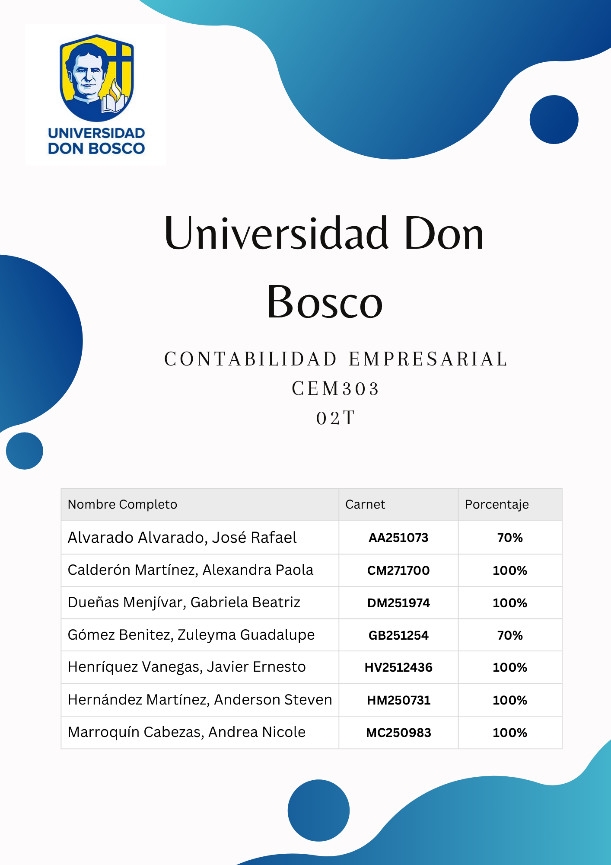 UNIVERSIDAD
DON BOSCO
Universidad Don
Bosco
CONTABILIDAD EMPRESARIAL
CEM303
02T
Nombre Completo Carnet Porcentaje
Alvarado Alvarado, José Rafael AA251073 70%
Calderón Martínez, Alexandra Paola CM271700 100%
Dueñas Menjívar, Gabriela Beatriz DM251974 100%
Gómez Benitez, Zuleyma Guadalupe GB251254 70%
Henríquez Vanegas, Javier Ernesto HV2512436 100%
Hernández Martínez, Anderson Steven HM250731 100%
Marroquín Cabezas, Andrea Nicole MC250983 100%